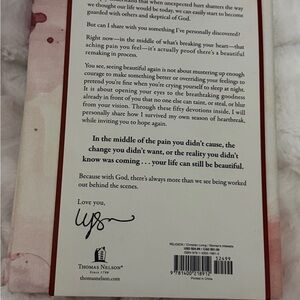 understand that when unexpected hurt shatters the way
we thought our life would be today, we can easily start to become
guarded with others and skeptical of God.
But can I share with you something I've personally discovered?
Right now—in the middle of what's breaking your heart—that
aching pain you feel—it's actually proof there's a beautiful
remaking in process.
You see, seeing beautiful again is not about mustering up enough
courage to make something better or overriding your feelings to
pretend you're fine when you're crying yourself to sleep at night.
It is about opening your eyes to the breathtaking goodness
already in front of you that no one else can taint, or steal, or blur
from your vision. Through these fifty devotions inside, I will
personally share how I survived my own season of heartbreak,
while inviting you to hope again.
In the middle of the pain you didn't cause, the
change you didn't want, or the reality you didn't
know was coming . . . your life can still be beautiful.
Because with God, there's always more than we see being worked
out behind the scenes.
Love you,
THOMAS NELSON
Since 1798
thomasnelson.com
RELIGION / Christian Living / Women's Interests
52499